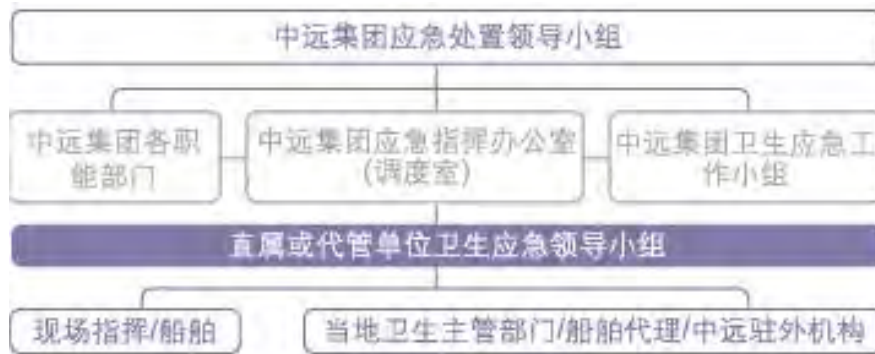 中远集团应急处置领导小组
中远集团各职
能部门
中远集团应急指挥办公室
(调度室)
中远集团卫生应急工
作小组
直属或代管单位卫生应急领导小组
现场指挥/船舶
当地卫生主管部门/船舶代理/中远驻外机构